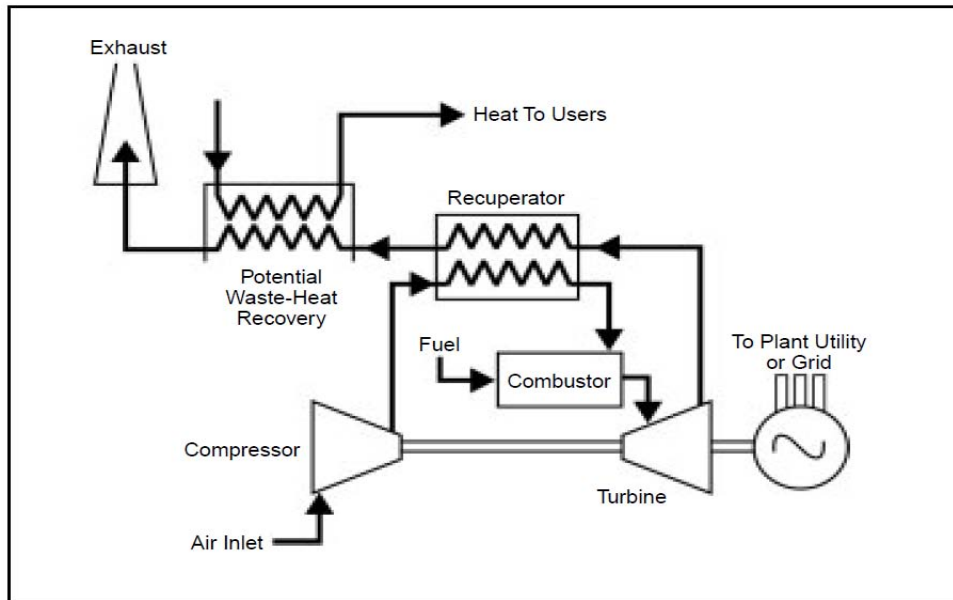 Exhaust
Heat To Users
Recuperator
Potential
Waste-Heat
Recovery
Fuel
Combustor
To Plant Utility
or Grid
Compressor
Turbine
Air Inlet